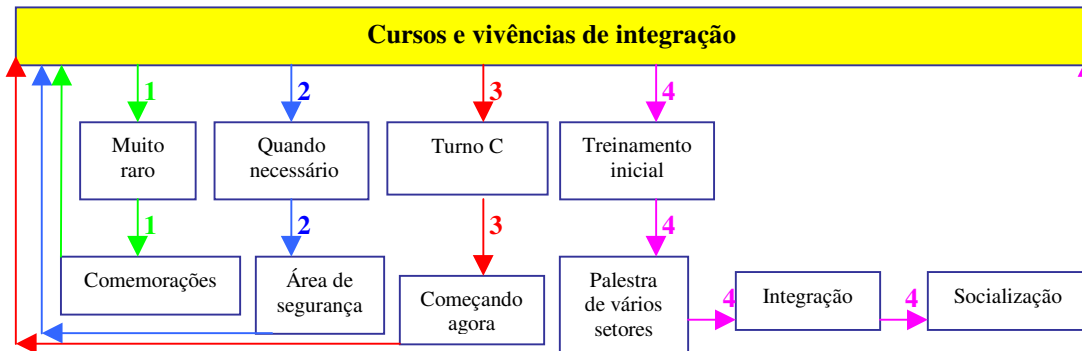 Cursos e vivências de integração
1
2
3
4
Muito
raro
Quando
necessário
Turno C
Treinamento
inicial
1
2
3
4
Comemorações
Área de
segurança
Começando
agora
Palestra
de vários
setores
4
Integração
4
Socialização